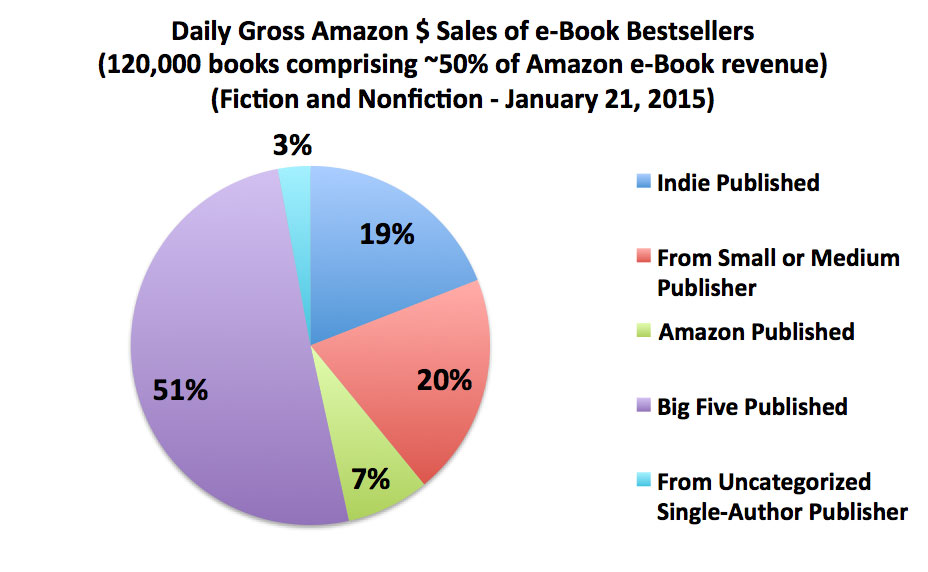 Daily Gross Amazon $ Sales of e-Book Bestsellers
(120,000 books comprising ~50% of Amazon e-Book revenue)
(Fiction and Nonfiction - January 21, 2015)
3%
19%
20%
7%
51%
Indie Published
From Small or Medium
Publisher
Amazon Published
Big Five Published
From Uncategorized
Single-Author Publisher